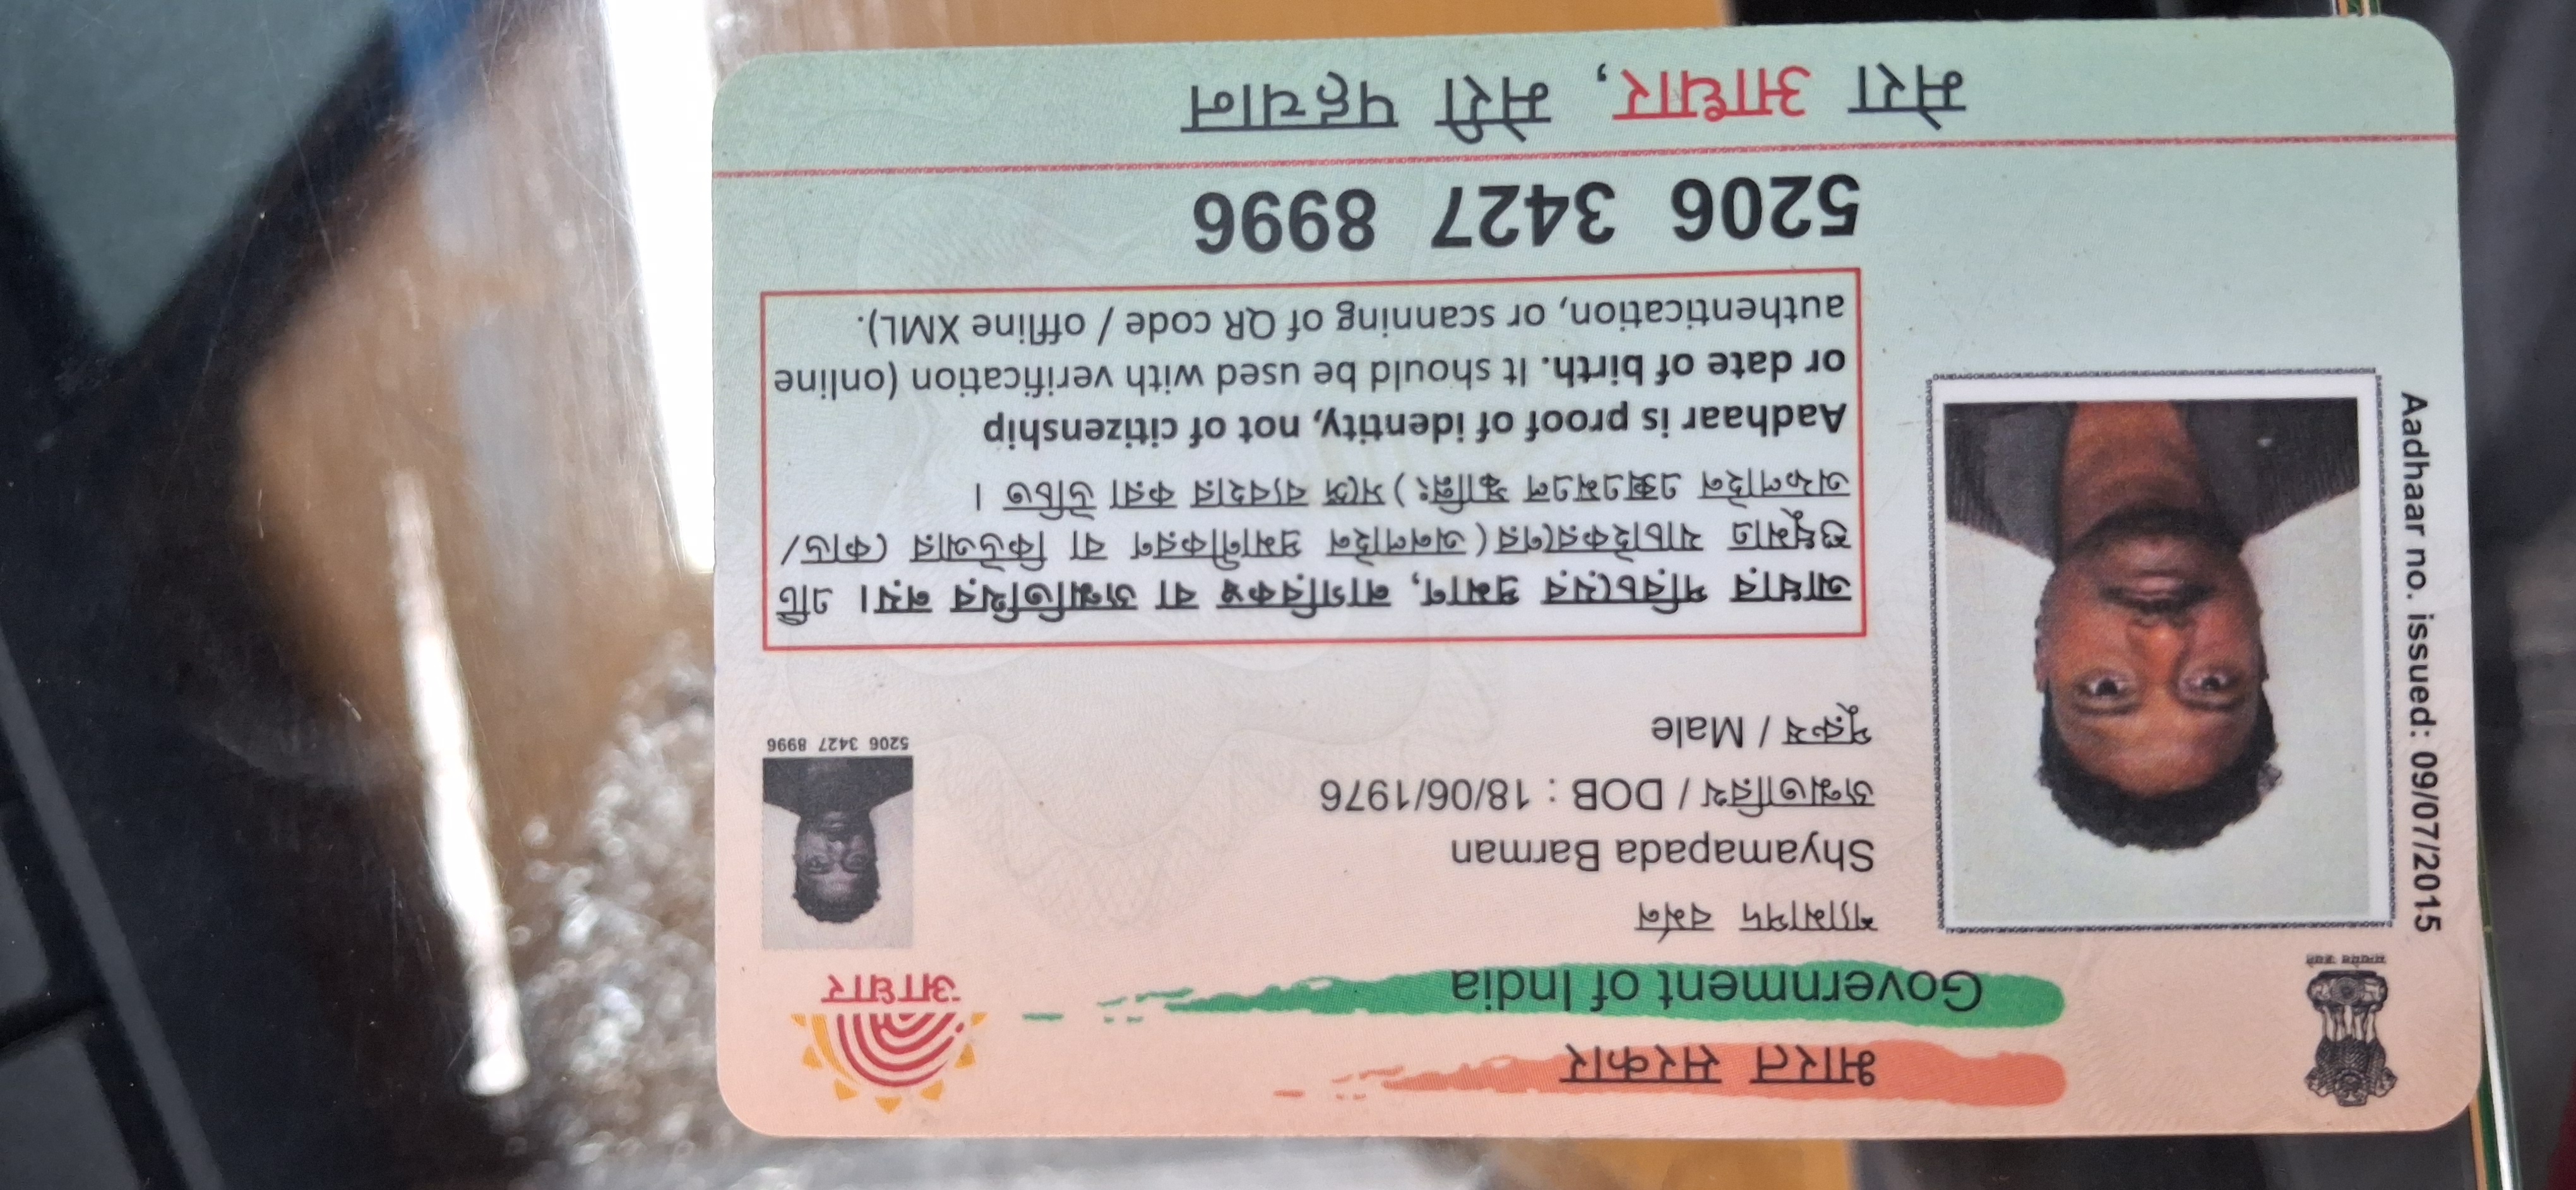 भारत सरकार
Government of India
आधार
শ্যামাপদ বর্মন
Shyamapada Barman
জন্মতারিখ / DOB : 18/06/1976
পুরুষ / Male
5206 3427 8996
Aadhaar no. issued: 09/07/2015
আধার পরিচয়ের প্রমাণ, নাগরিকত্ব বা জন্মতিথির নয়। এটি
শুধুমাত্র যাচাইকরণের (অনলাইন প্রমাণীকরণ বা কিউআর (কোড/
অফলাইন এক্সএমএল স্ক্যানিং) সঙ্গে ব্যবহার করা উচিত ।
Aadhaar is proof of identity, not of citizenship
or date of birth. It should be used with verification (online
authentication, or scanning of QR code / offline XML).
5206 3427 8996
मेरा आधार, मेरी पहचान